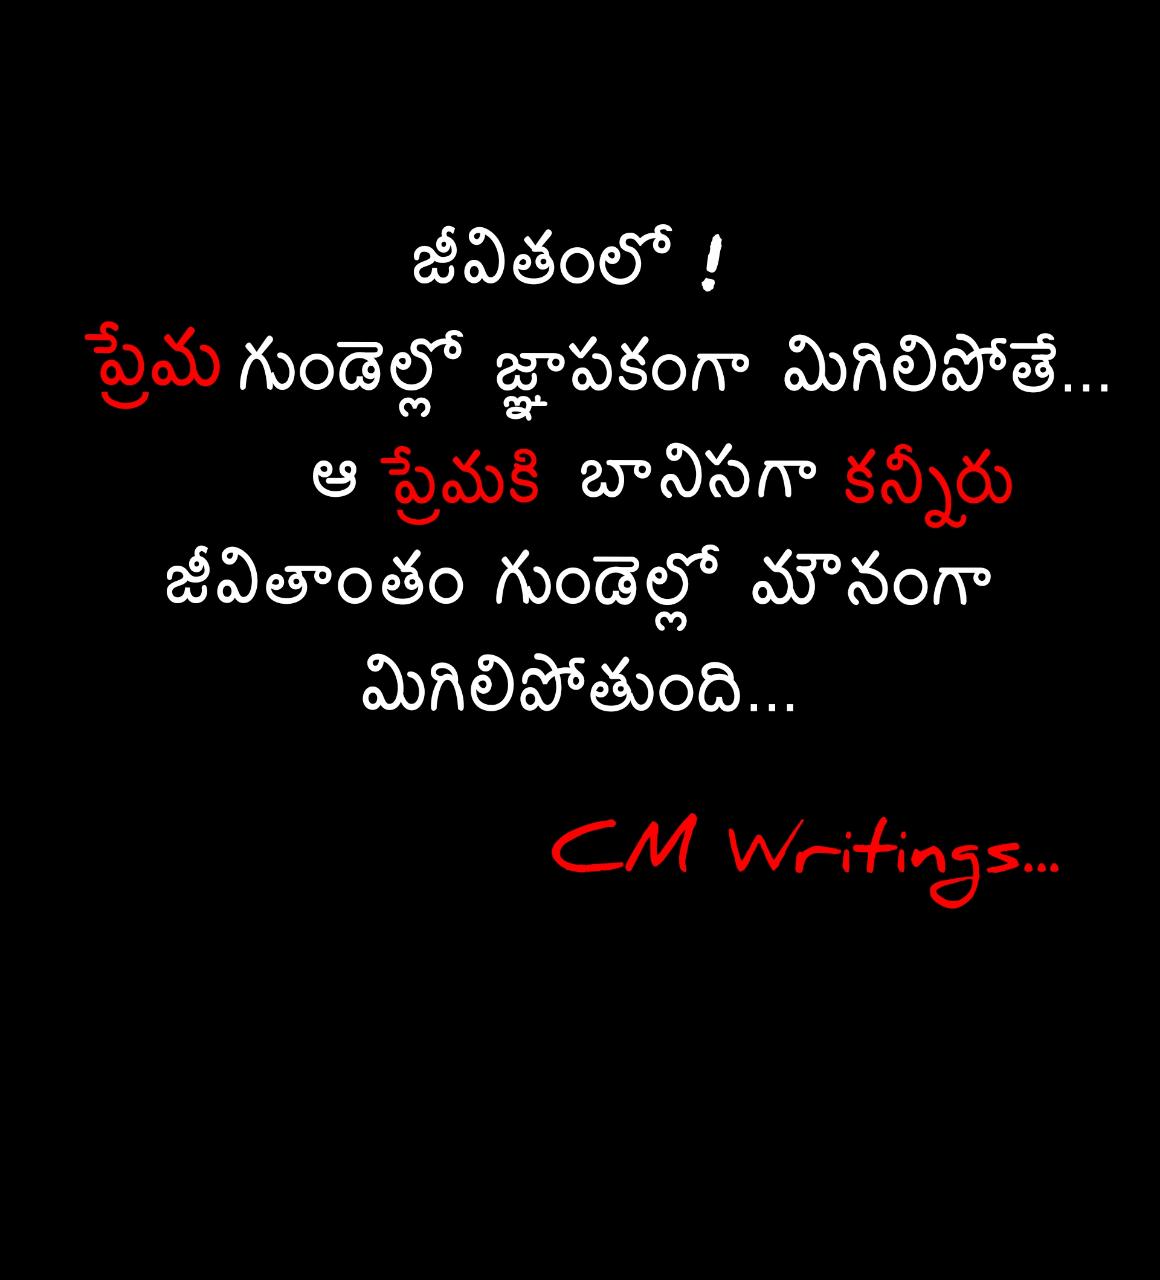 జీవితంలో !
ప్రేమ గుండెల్లో జ్ఞాపకంగా మిగిలిపోతే...
ఆ ప్రేమకి బానిసగా కన్నీరు
జీవితాంతం గుండెల్లో మౌనంగా
మిగిలిపోతుంది...
CM Writings...